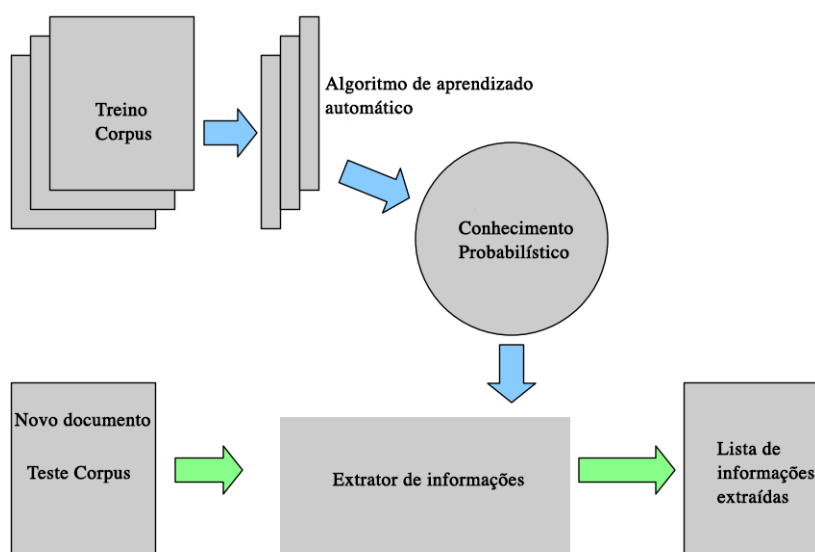 Treino
Corpus
Algoritmo de aprendizado
automático
Conhecimento
Probabilístico
Novo documento
Teste Corpus
Extrator de informações
Lista de
informações
extraídas